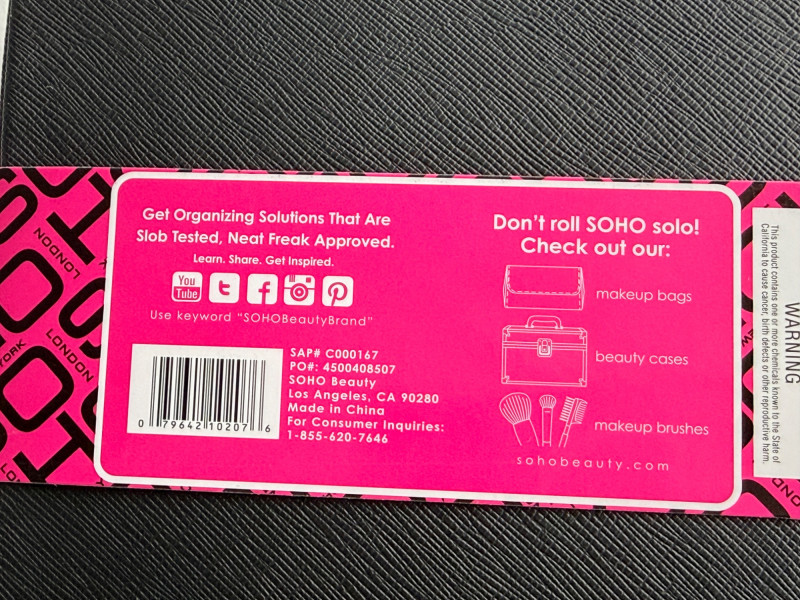 Get Organizing Solutions That Are
Slob Tested, Neat Freak Approved.
Learn. Share. Get Inspired.
You
Tube
Use keyword "SOHOBeautyBrand"
0 79642 10207 6
SAP# C000167
PO#: 4500408507
SOHO Beauty
Los Angeles, CA 90280
Made in China
For Consumer Inquiries:
1-855-620-7646
Don't roll SOHO solo!
Check out our:
makeup bags
beauty cases
makeup brushes
sohobeauty.com
WARNING
This product contains one or more chemicals known to the State of
California to cause cancer, birth defects or other reproductive harm.
LONDON
LONDON
SOHO